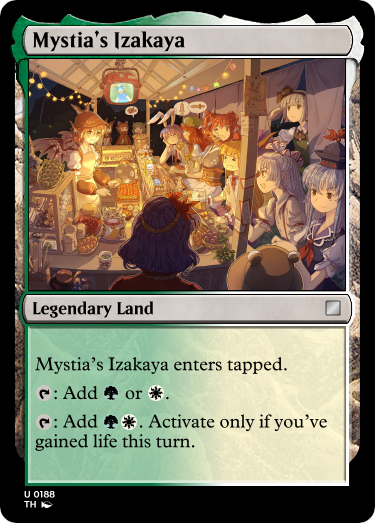 Mystia's Izakaya
Legendary Land
Mystia's Izakaya enters tapped.
: Add or .
: Add . Activate only if you've
gained life this turn.
U 0188
TH